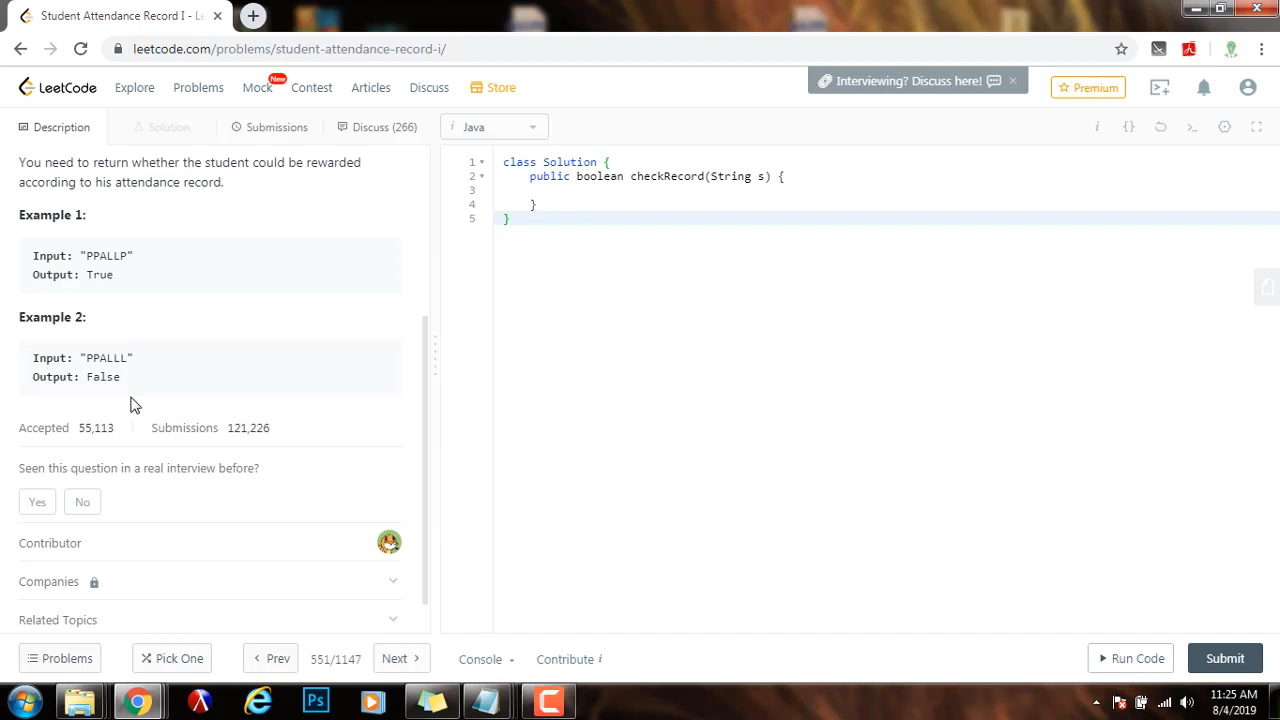 Student Attendance Record I - Le
leetcode.com/problems/student-attendance-record-i/
LeetCode
Explore
Problems
Mock
New
Contest
Articles
Discuss
Store
Interviewing? Discuss here!
Premium
Description
Solution
Submissions
Discuss (266)
i Java
You need to return whether the student could be rewarded
according to his attendance record.
Example 1:
Input: "PPALLP"
Output: True
Example 2:
Input: "PPALLL"
Output: False
Accepted 55,113
Submissions 121,226
Seen this question in a real interview before?
Yes
No
Contributor
Companies
Related Topics
1 class Solution {
2 public boolean checkRecord(String s) {
3
4 }
5 }
Problems
Pick One
Prev
551/1147
Next
Console
Contribute i
Run Code
Submit
Ps
11:25 AM
8/4/2019